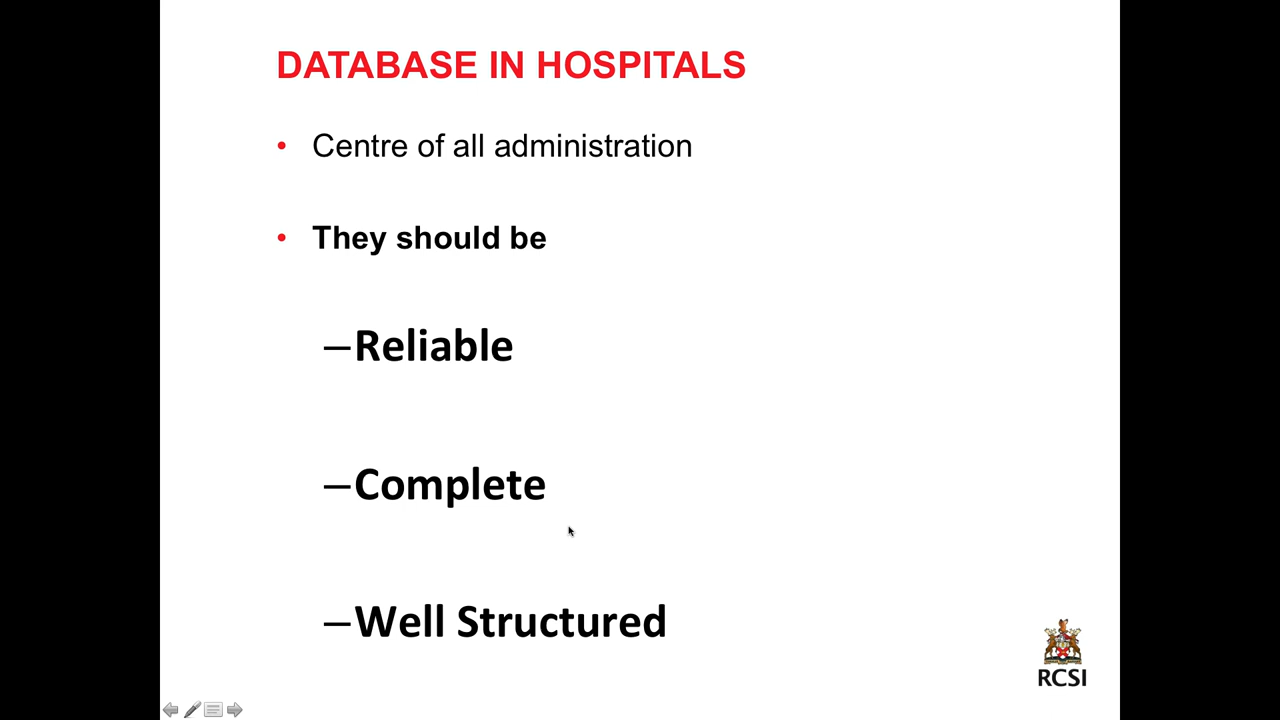 DATABASE IN HOSPITALS
• Centre of all administration
• They should be
–Reliable
–Complete
–Well Structured
RCSI